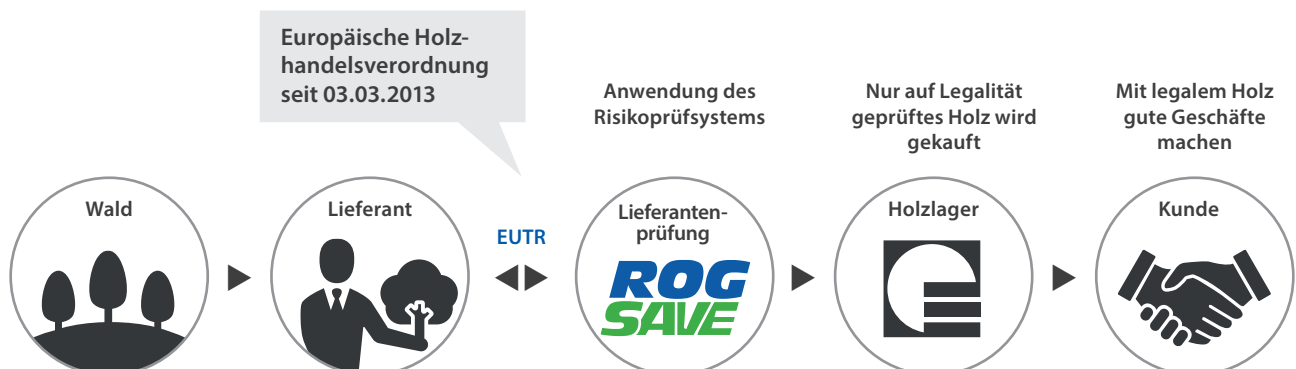 Europäische Holz-
handelsverordnung
seit 03.03.2013
Anwendung des
Risikoprüfsystems
Nur auf Legalität
geprüftes Holz wird
gekauft
Mit legalem Holz
gute Geschäfte
machen
Wald
Lieferant
EUTR
Lieferanten-
prüfung
ROG
SAVE
Holzlager
Kunde